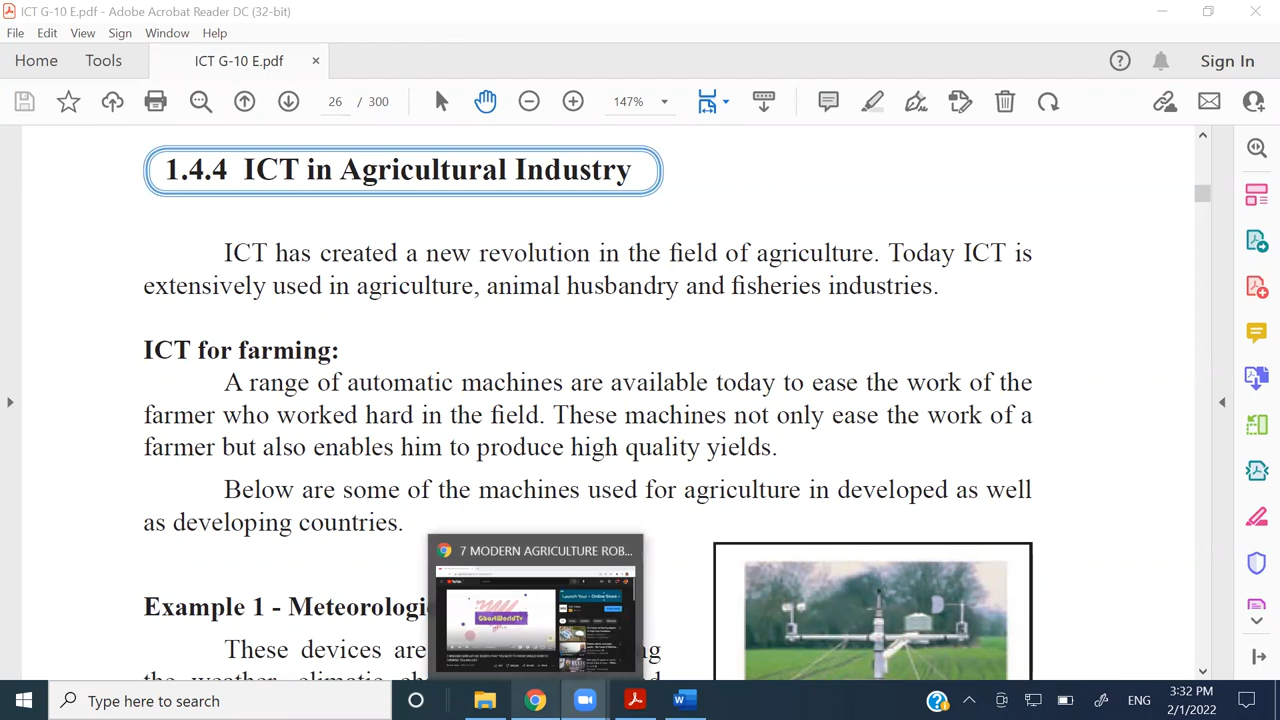 ICT G-10 E.pdf - Adobe Acrobat Reader DC (32-bit)
File Edit View Sign Window Help
Home Tools ICT G-10 E.pdf × Sign In
26 / 300 147%
1.4.4 ICT in Agricultural Industry
ICT has created a new revolution in the field of agriculture. Today ICT is
extensively used in agriculture, animal husbandry and fisheries industries.
ICT for farming:
A range of automatic machines are available today to ease the work of the
farmer who worked hard in the field. These machines not only ease the work of a
farmer but also enables him to produce high quality yields.
Below are some of the machines used for agriculture in developed as well
as developing countries.
7 MODERN AGRICULTURE ROB...
GhostWorldTv
Example 1 -
These devices are
Type here to search
ENG
3:32 PM
2/1/2022